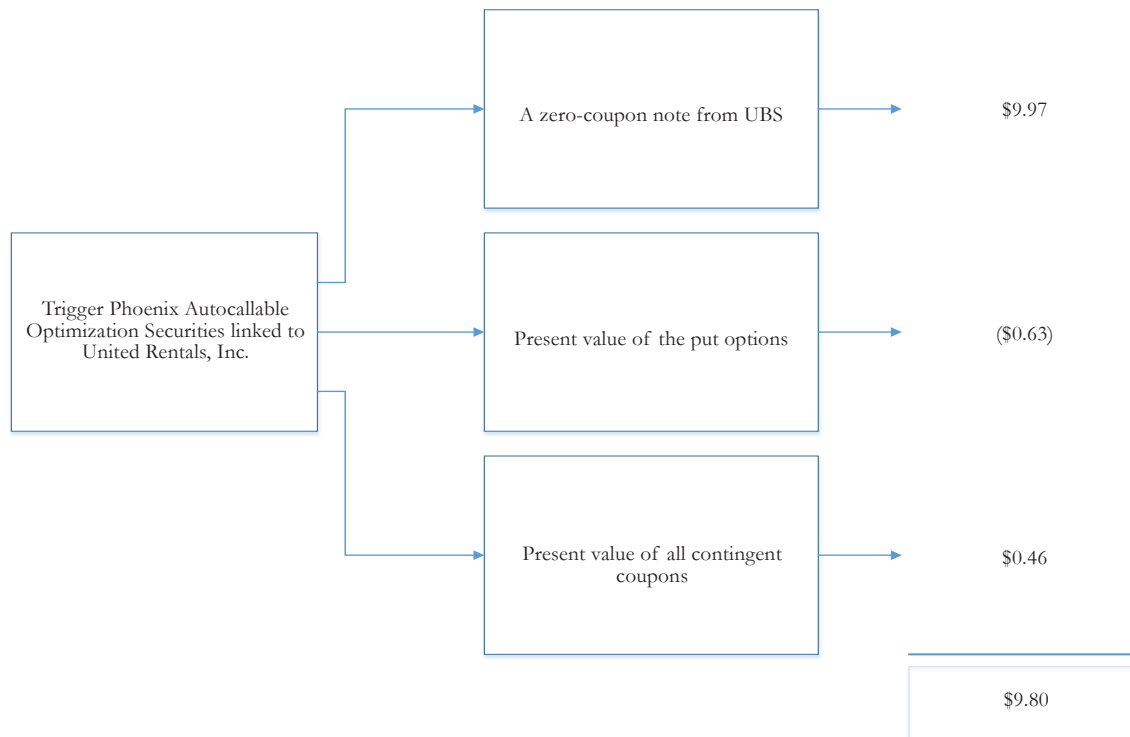 A zero-coupon note from UBS
$9.97
Trigger Phoenix Autocallable
Optimization Securities linked to
United Rentals, Inc.
Present value of the put options
($0.63)
Present value of all contingent
coupons
$0.46
$9.80